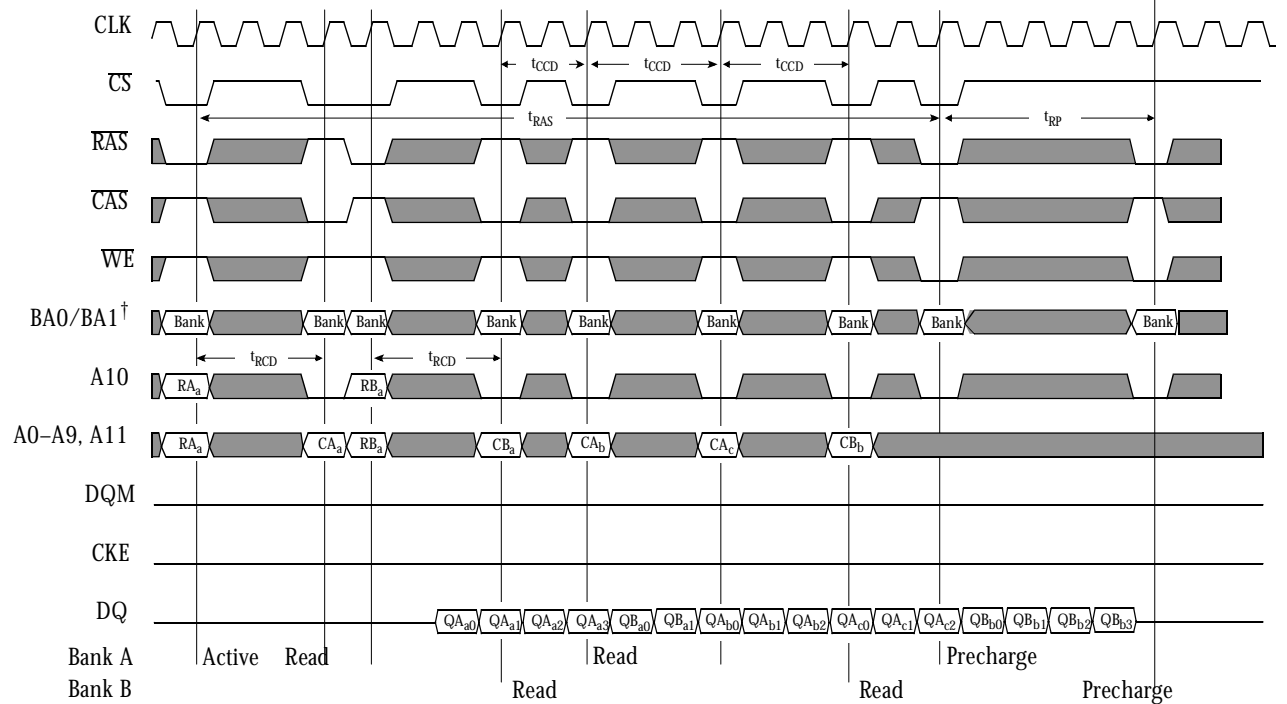 CLK
tCCD tCCD tCCD
CS
tRAS tRP
RAS
CAS
WE
BA0/BA1† Bank Bank Bank Bank Bank Bank Bank Bank Bank
tRCD tRCD
A10 RAa RBa
A0–A9, A11 RAa CAa RBa CBa CAb CAc CBb
DQM
CKE
DQ QAa0 QAa1 QAa2 QAa3 QBa0 QBa1 QAb0 QAb1 QAb2 QAc0 QAc1 QAc2 QBb0 QBb1 QBb2 QBb3
Bank A Active Read Read Precharge
Bank B Read Read Precharge